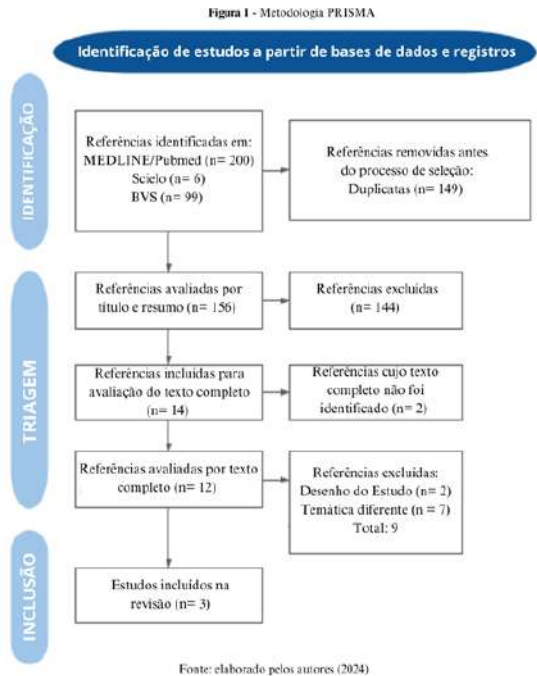 Figura 1 - Metodologia PRISMA
Identificação de estudos a partir de bases de dados e registros
IDENTIFICAÇÃO
Referências identificadas em:
MEDLINE/Pubmed (n= 200)
Scielo (n= 6)
BVS (n= 99)
Referências removidas antes
do processo de seleção:
Duplicatas (n= 149)
TRIAGEM
Referências avaliadas por
título e resumo (n= 156)
Referências excluídas
(n= 144)
Referências incluídas para
avaliação do texto completo
(n= 14)
Referências cujo texto
completo não foi
identificado (n= 2)
Referências avaliadas por texto
completo (n= 12)
Referências excluídas:
Desenho do Estudo (n= 2)
Temática diferente (n = 7)
Total: 9
INCLUSÃO
Estudos incluídos na
revisão (n= 3)
Fonte: elaborado pelos autores (2024)